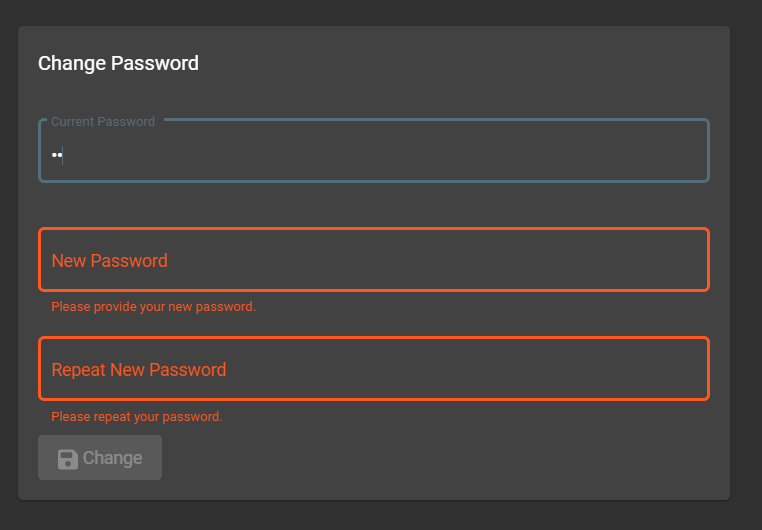 Change Password
Current Password
••
New Password
Please provide your new password.
Repeat New Password
Please repeat your password.
Change